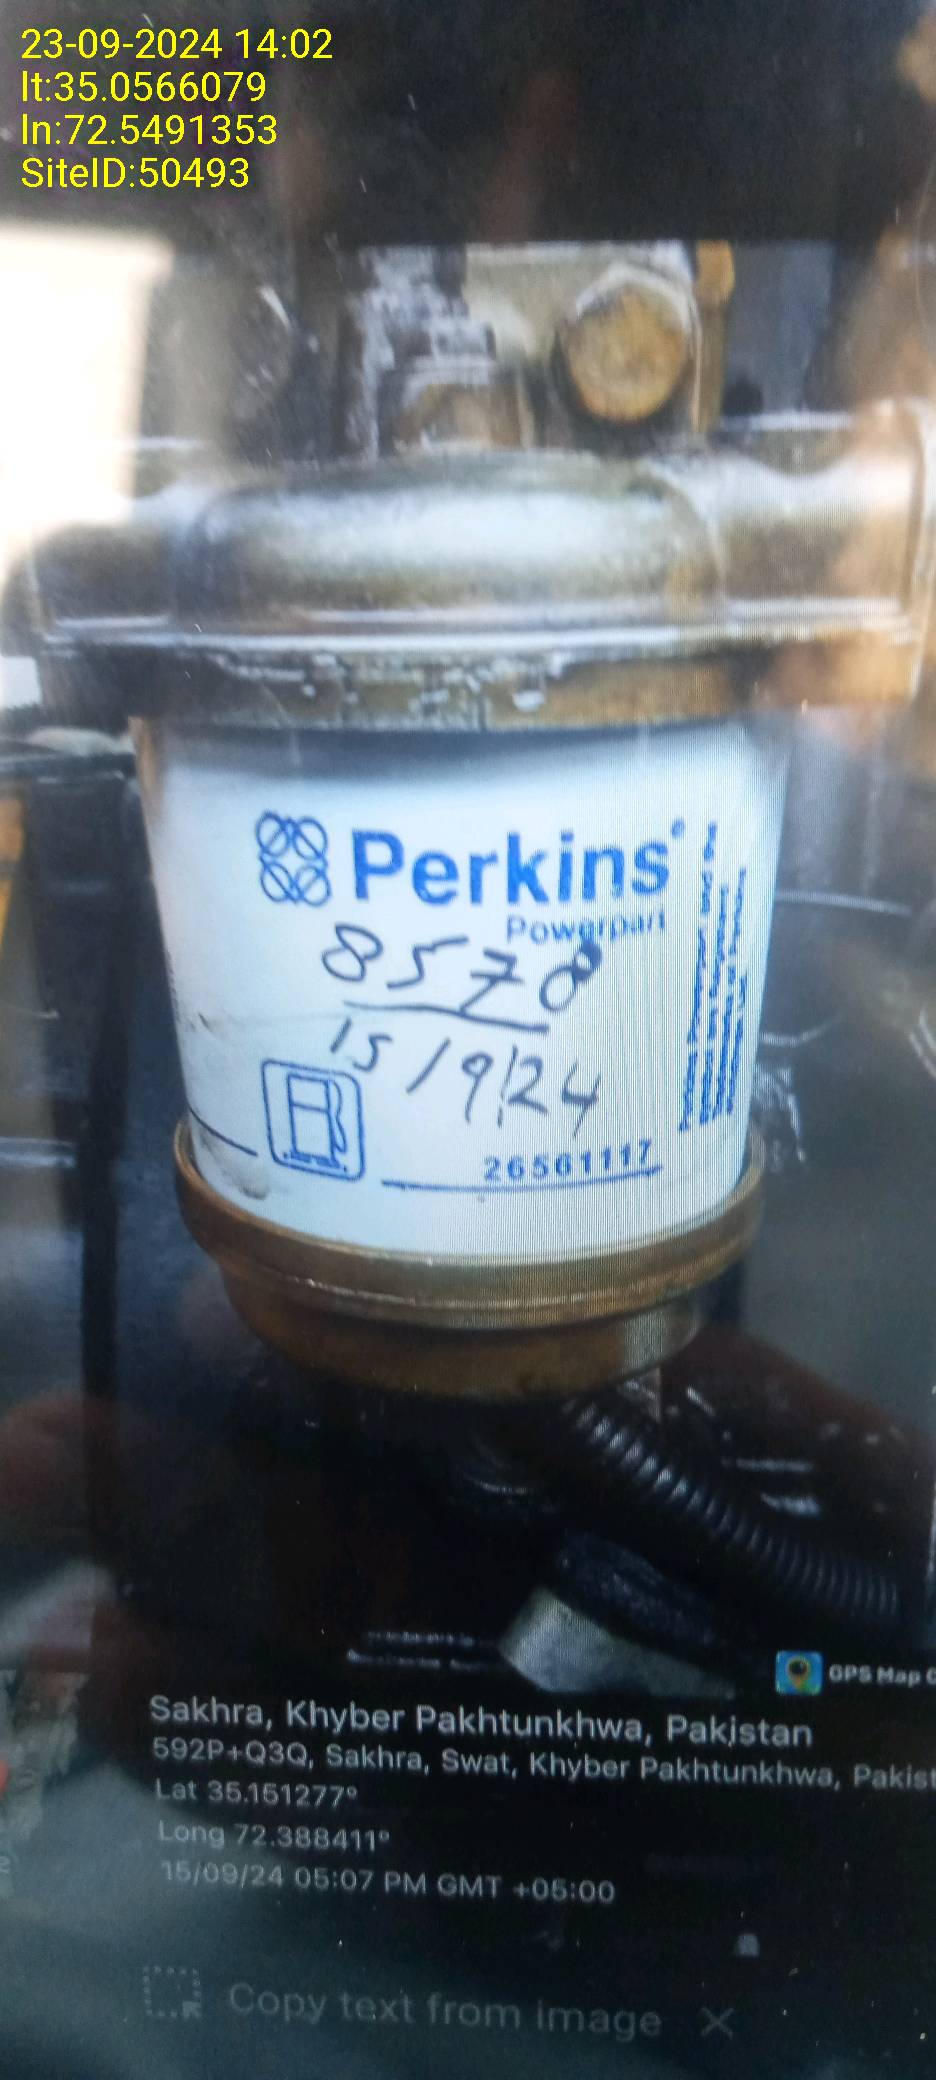 23-09-2024 14:02
lt:35.0566079
ln:72.5491353
SiteID:50493
Perkins®
Powerpart
8578
15/9/24
26561117
GPS Map C
Sakhra, Khyber Pakhtunkhwa, Pakistan
592P+Q3Q, Sakhra, Swat, Khyber Pakhtunkhwa, Pakist
Lat 35.151277°
Long 72.388411°
15/09/24 05:07 PM GMT +05:00
Copy text from image